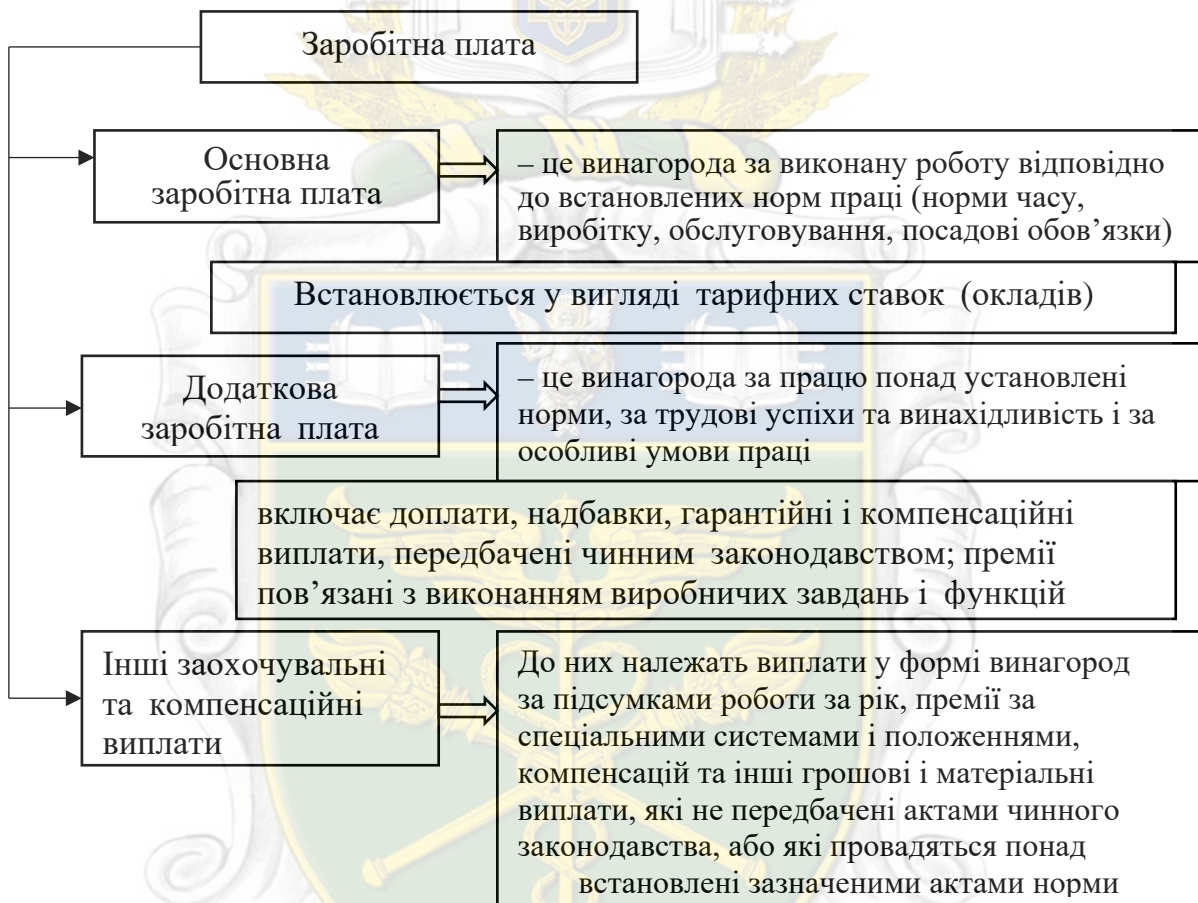 Заробітна плата
Основна
заробітна плата
– це винагорода за виконану роботу відповідно
до встановлених норм праці (норми часу,
виробітку, обслуговування, посадові обов’язки)
Встановлюється у вигляді тарифних ставок (окладів)
Додаткова
заробітна плата
– це винагорода за працю понад установлені
норми, за трудові успіхи та винахідливість і за
особливі умови праці
включає доплати, надбавки, гарантійні і компенсаційні
виплати, передбачені чинним законодавством; премії
пов’язані з виконанням виробничих завдань і функцій
Інші заохочувальні
та компенсаційні
виплати
До них належать виплати у формі винагород
за підсумками роботи за рік, премії за
спеціальними системами і положеннями,
компенсацій та інші грошові і матеріальні
виплати, які не передбачені актами чинного
законодавства, або які провадяться понад
встановлені зазначеними актами норми